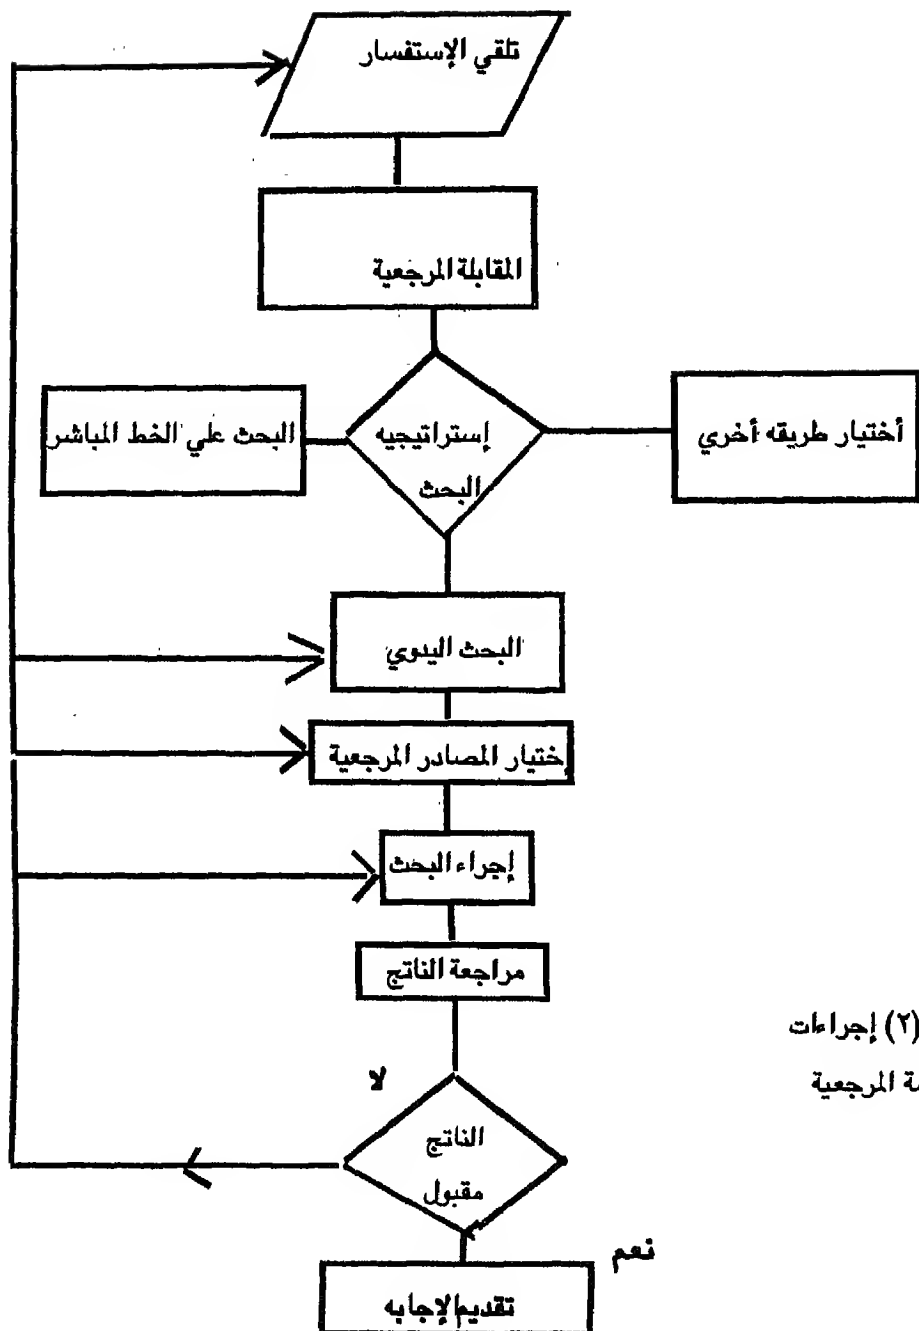 تلقي الإستفسار
المقابلة المرجعية
أختيار طريقه أخري
إستراتيجيه
البحث
البحث علي الخط المباشر
البحث اليدوي
ختيار المصادر المرجعية
إجراء البحث
مراجعة الناتج
(٢) إجراءات
المرجعية
لا
الناتج
مقبول
نعم
تقديم الإجابه